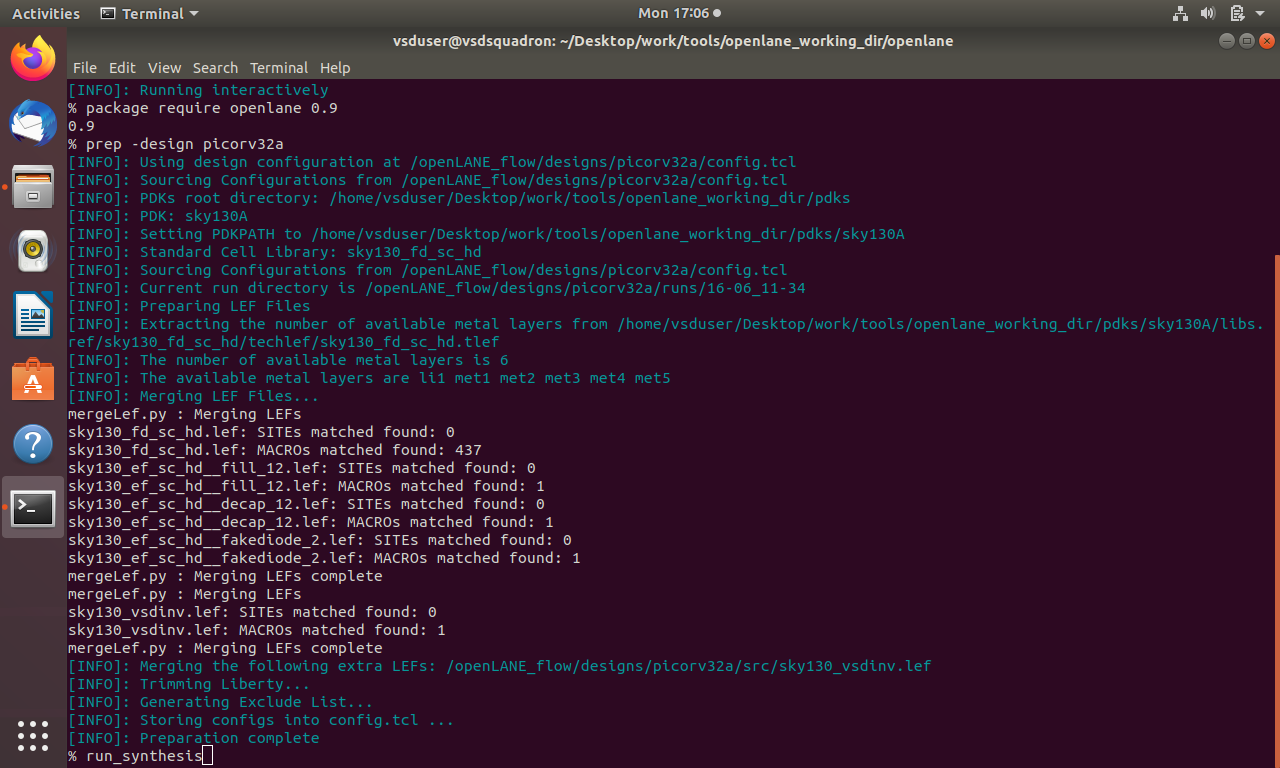 Activities Terminal Mon 17:06
vsduser@vsdsquadron: ~/Desktop/work/tools/openlane_working_dir/openlane
File Edit View Search Terminal Help
[INFO]: Running interactively
% package require openlane 0.9
0.9
% prep -design picorv32a
[INFO]: Using design configuration at /openLANE_flow/designs/picorv32a/config.tcl
[INFO]: Sourcing Configurations from /openLANE_flow/designs/picorv32a/config.tcl
[INFO]: PDKs root directory: /home/vsduser/Desktop/work/tools/openlane_working_dir/pdks
[INFO]: PDK: sky130A
[INFO]: Setting PDKPATH to /home/vsduser/Desktop/work/tools/openlane_working_dir/pdks/sky130A
[INFO]: Standard Cell Library: sky130_fd_sc_hd
[INFO]: Sourcing Configurations from /openLANE_flow/designs/picorv32a/config.tcl
[INFO]: Current run directory is /openLANE_flow/designs/picorv32a/runs/16-06_11-34
[INFO]: Preparing LEF Files
[INFO]: Extracting the number of available metal layers from /home/vsduser/Desktop/work/tools/openlane_working_dir/pdks/sky130A/libs.
ref/sky130_fd_sc_hd/techlef/sky130_fd_sc_hd.tlef
[INFO]: The number of available metal layers is 6
[INFO]: The available metal layers are li1 met1 met2 met3 met4 met5
[INFO]: Merging LEF Files...
mergeLef.py : Merging LEFs
sky130_fd_sc_hd.lef: SITEs matched found: 0
sky130_fd_sc_hd.lef: MACROs matched found: 437
sky130_ef_sc_hd__fill_12.lef: SITEs matched found: 0
sky130_ef_sc_hd__fill_12.lef: MACROs matched found: 1
sky130_ef_sc_hd__decap_12.lef: SITEs matched found: 0
sky130_ef_sc_hd__decap_12.lef: MACROs matched found: 1
sky130_ef_sc_hd__fakediode_2.lef: SITEs matched found: 0
sky130_ef_sc_hd__fakediode_2.lef: MACROs matched found: 1
mergeLef.py : Merging LEFs complete
mergeLef.py : Merging LEFs
sky130_vsdinv.lef: SITEs matched found: 0
sky130_vsdinv.lef: MACROs matched found: 1
mergeLef.py : Merging LEFs complete
[INFO]: Merging the following extra LEFs: /openLANE_flow/designs/picorv32a/src/sky130_vsdinv.lef
[INFO]: Trimming Liberty...
[INFO]: Generating Exclude List...
[INFO]: Storing configs into config.tcl ...
[INFO]: Preparation complete
% run_synthesis